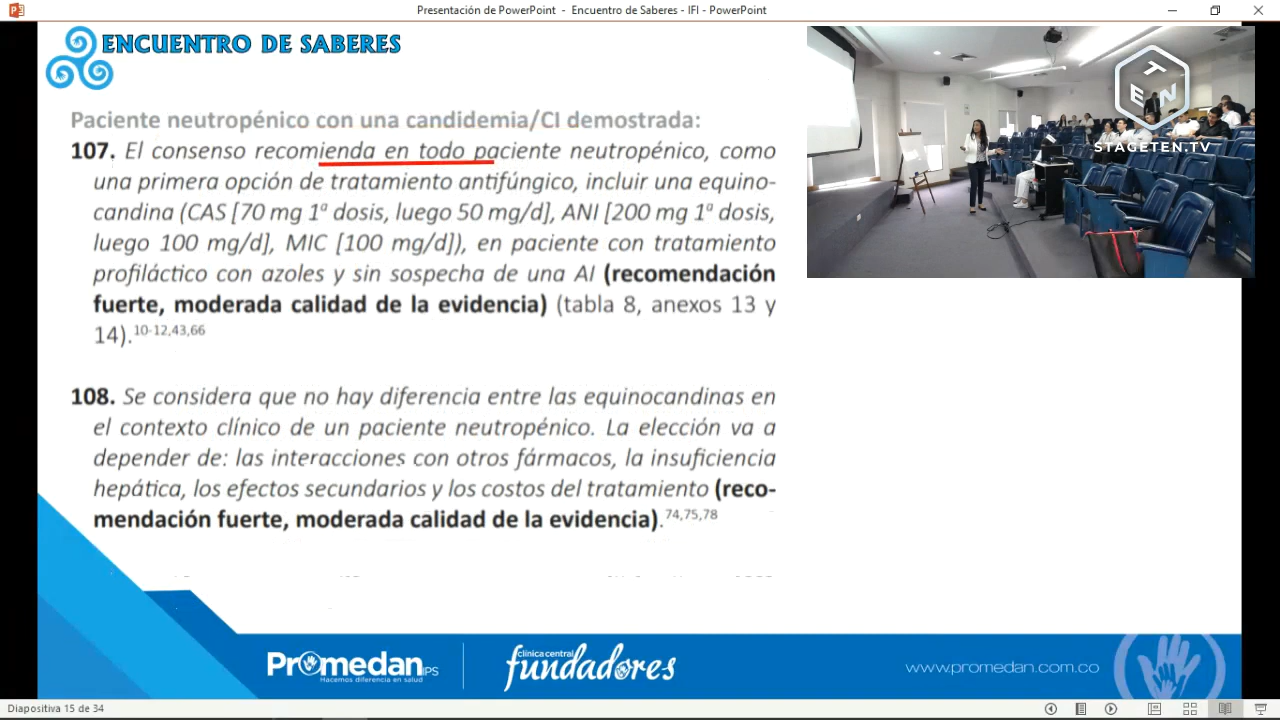 Presentación de PowerPoint - Encuentro de Saberes - IFI - PowerPoint
ENCUENTRO DE SABERES
TEN
STAGETEN.TV
Paciente neutropénico con una candidemia/CI demostrada:
107. El consenso recomienda en todo paciente neutropénico, como
una primera opción de tratamiento antifúngico, incluir una equino-
candina (CAS [70 mg 1ª dosis, luego 50 mg/d], ANI [200 mg 1ª dosis,
luego 100 mg/d], MIC [100 mg/d]), en paciente con tratamiento
profiláctico con azoles y sin sospecha de una AI (recomendación
fuerte, moderada calidad de la evidencia) (tabla 8, anexos 13 y
14).10-12,43,66
108. Se considera que no hay diferencia entre las equinocandinas en
el contexto clínico de un paciente neutropénico. La elección va a
depender de: las interacciones con otros fármacos, la insuficiencia
hepática, los efectos secundarios y los costos del tratamiento (reco-
mendación fuerte, moderada calidad de la evidencia).74,75,78
Promedan IPS
Hacemos diferencia en salud
clínica central
fundadores
www.promedan.com.co
Diapositiva 15 de 34